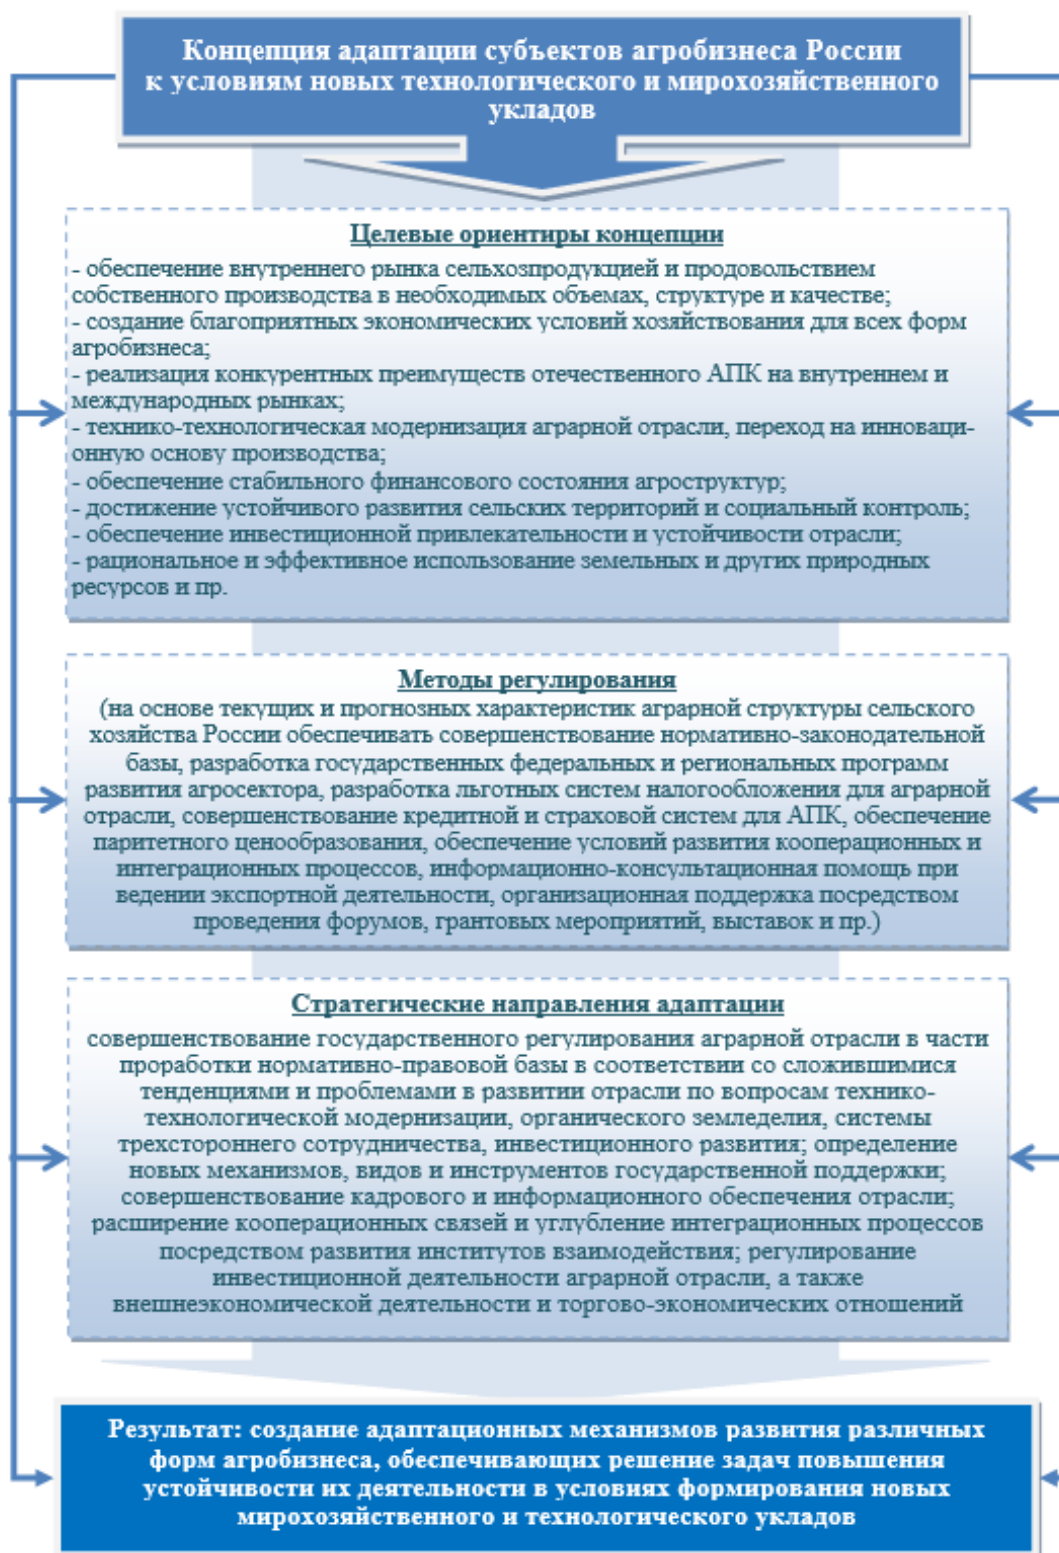 Концепция адаптации субъектов агробизнеса России
к условиям новых технологического и мирохозяйственного
укладов
Целевые ориентиры концепции
- обеспечение внутреннего рынка сельхозпродукцией и продовольствием
собственного производства в необходимых объемах, структуре и качестве;
- создание благоприятных экономических условий хозяйствования для всех форм
агробизнеса;
- реализация конкурентных преимуществ отечественного АПК на внутреннем и
международных рынках;
- технико-технологическая модернизация аграрной отрасли, переход на инноваци-
онную основу производства;
- обеспечение стабильного финансового состояния агроструктур;
- достижение устойчивого развития сельских территорий и социальный контроль;
- обеспечение инвестиционной привлекательности и устойчивости отрасли;
- рациональное и эффективное использование земельных и других природных
ресурсов и пр.
Методы регулирования
(на основе текущих и прогнозных характеристик аграрной структуры сельского
хозяйства России обеспечивать совершенствование нормативно-законодательной
базы, разработка государственных федеральных и региональных программ
развития агросектора, разработка льготных систем налогообложения для аграрной
отрасли, совершенствование кредитной и страховой систем для АПК, обеспечение
паритетного ценообразования, обеспечение условий развития кооперационных и
интеграционных процессов, информационно-консультационная помощь при
ведении экспортной деятельности, организационная поддержка посредством
проведения форумов, грантовых мероприятий, выставок и пр.)
Стратегические направления адаптации
совершенствование государственного регулирования аграрной отрасли в части
проработки нормативно-правовой базы в соответствии со сложившимися
тенденциями и проблемами в развитии отрасли по вопросам технико-
технологической модернизации, органического земледелия, системы
трехстороннего сотрудничества, инвестиционного развития; определение
новых механизмов, видов и инструментов государственной поддержки;
совершенствование кадрового и информационного обеспечения отрасли;
расширение кооперационных связей и углубление интеграционных процессов
посредством развития институтов взаимодействия; регулирование
инвестиционной деятельности аграрной отрасли, а также
внешнеэкономической деятельности и торгово-экономических отношений
Результат: создание адаптационных механизмов развития различных
форм агробизнеса, обеспечивающих решение задач повышения
устойчивости их деятельности в условиях формирования новых
мирохозяйственного и технологического укладов